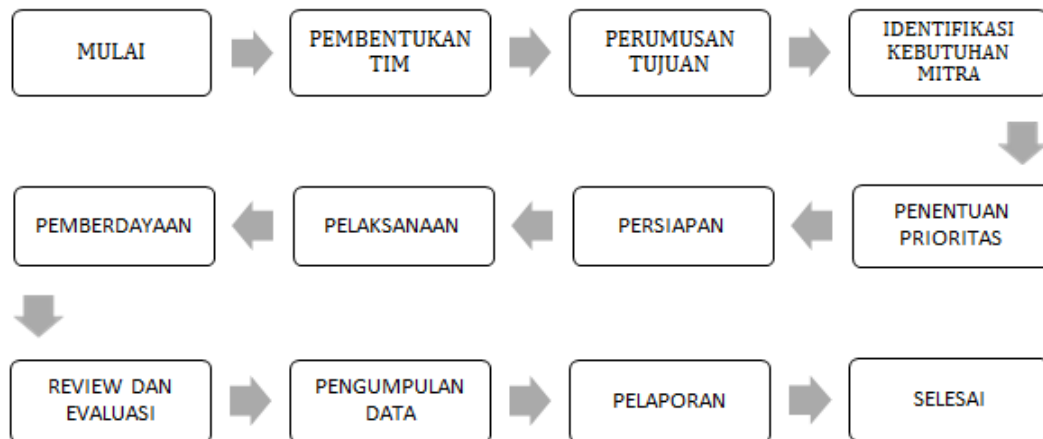 MULAI
PEMBENTUKAN
TIM
PERUMUSAN
TUJUAN
IDENTIFIKASI
KEBUTUHAN
MITRA
PENENTUAN
PRIORITAS
PERSIAPAN
PELAKSANAAN
PEMBERDAYAAN
REVIEW DAN
EVALUASI
PENGUMPULAN
DATA
PELAPORAN
SELESAI